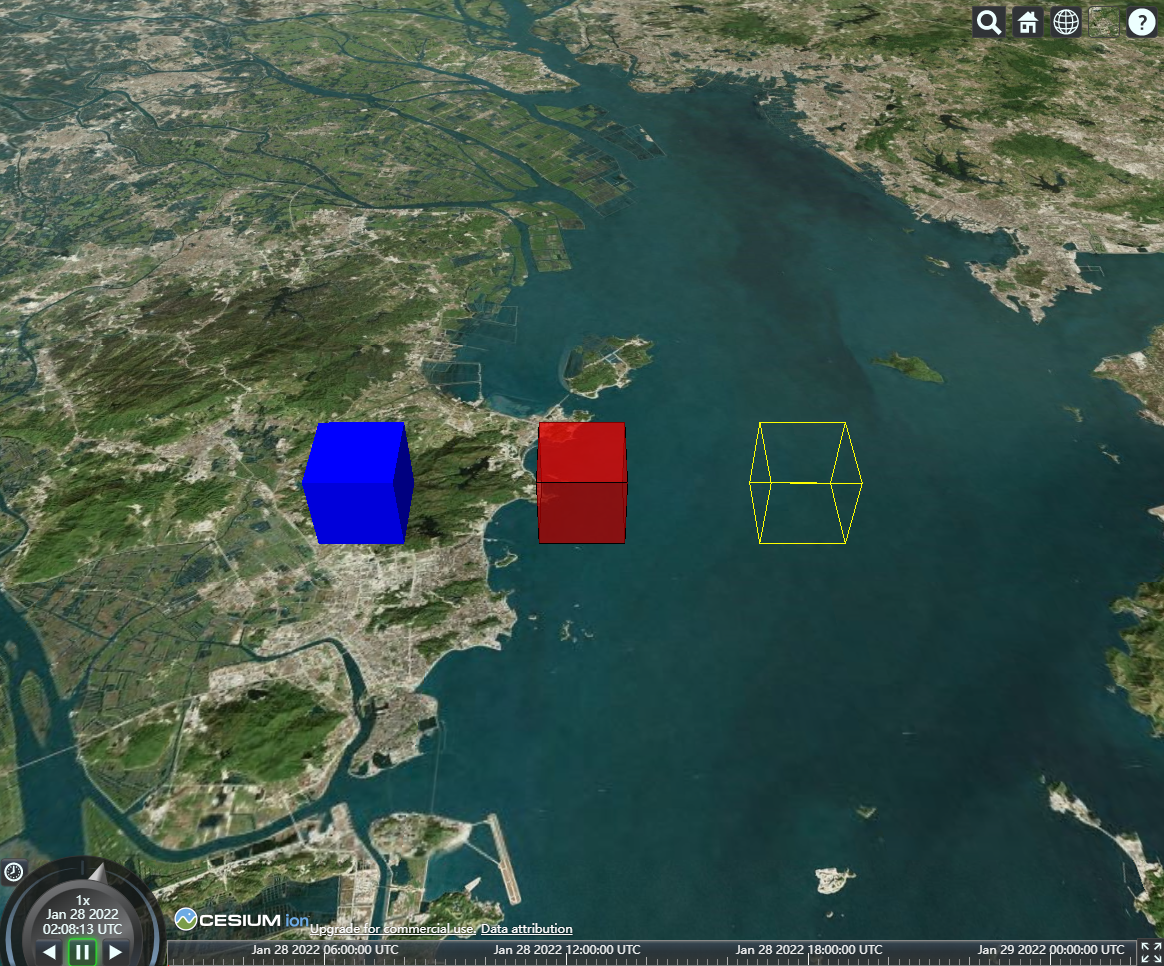 ?
1x
Jan 28 2022
02:08:13 UTC
CESIUM ion
Upgrade for commercial use. Data attribution
Jan 28 2022 06:00:00 UTC
Jan 28 2022 12:00:00 UTC
Jan 28 2022 18:00:00 UTC
Jan 29 2022 00:00:00 UTC